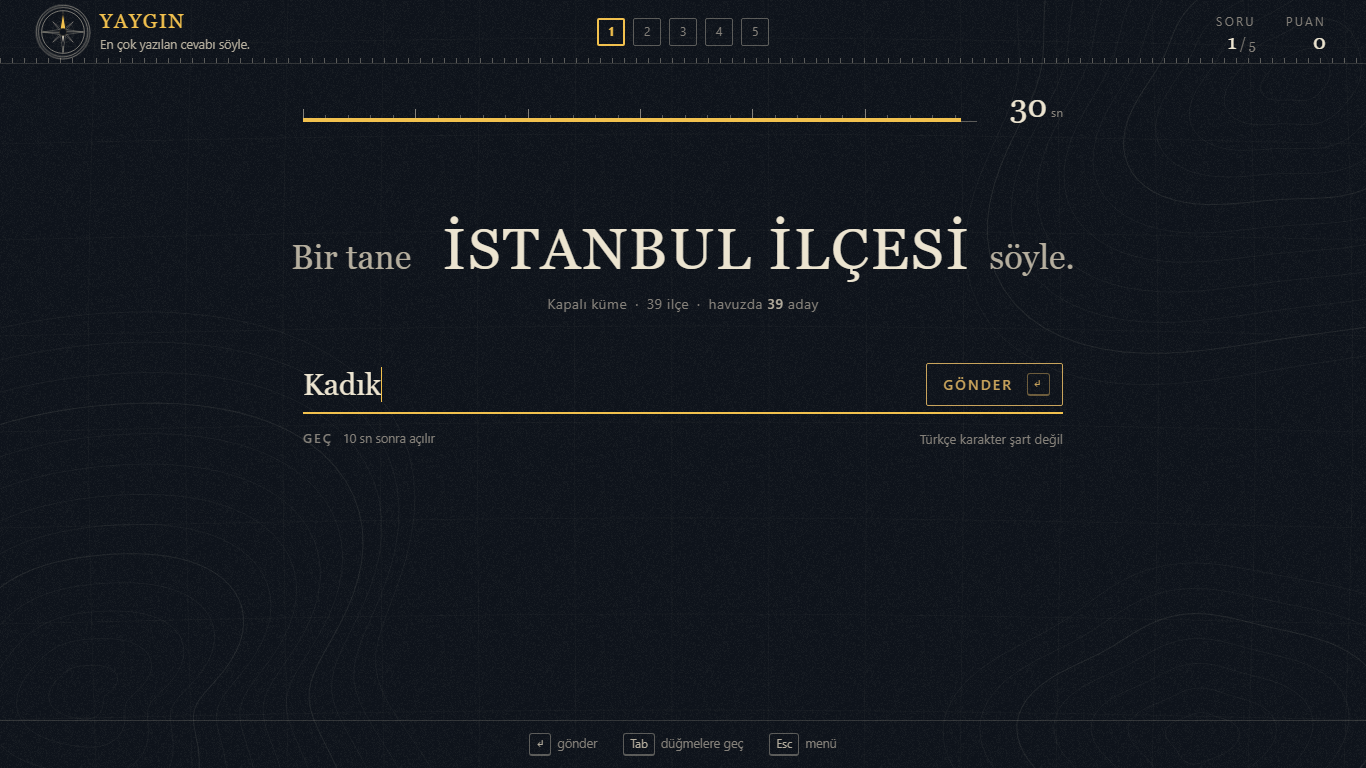 YAYGIN
En çok yazılan cevabı söyle.
1 2 3 4 5
SORU PUAN
1 / 5 0
30 sn
Bir tane İSTANBUL İLÇESİ söyle.
Kapalı küme · 39 ilçe · havuzda 39 aday
Kadık
GÖNDER ↵
GEÇ 10 sn sonra açılır
Türkçe karakter şart değil
↵ gönder Tab düğmelere geç Esc menü